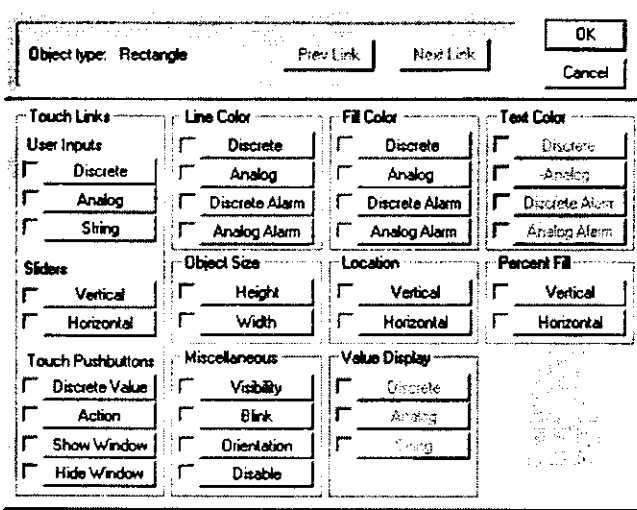 Object type: Rectangle
Prev Link
Next Link
OK
Cancel
Touch Links
User Inputs
Discrete
Analog
String
Sliders
Vertical
Horizontal
Touch Pushbuttons
Discrete Value
Action
Show Window
Hide Window
Line Color
Discrete
Analog
Discrete Alarm
Analog Alarm
Object Size
Height
Width
Miscellaneous
Visibility
Blink
Orientation
Disable
Fill Color
Discrete
Analog
Discrete Alarm
Analog Alarm
Location
Vertical
Horizontal
Value Display
Discrete
Analog
String
Text Color
Discrete
Analog
Discrete Alarm
Analog Alarm
Percent Fill
Vertical
Horizontal